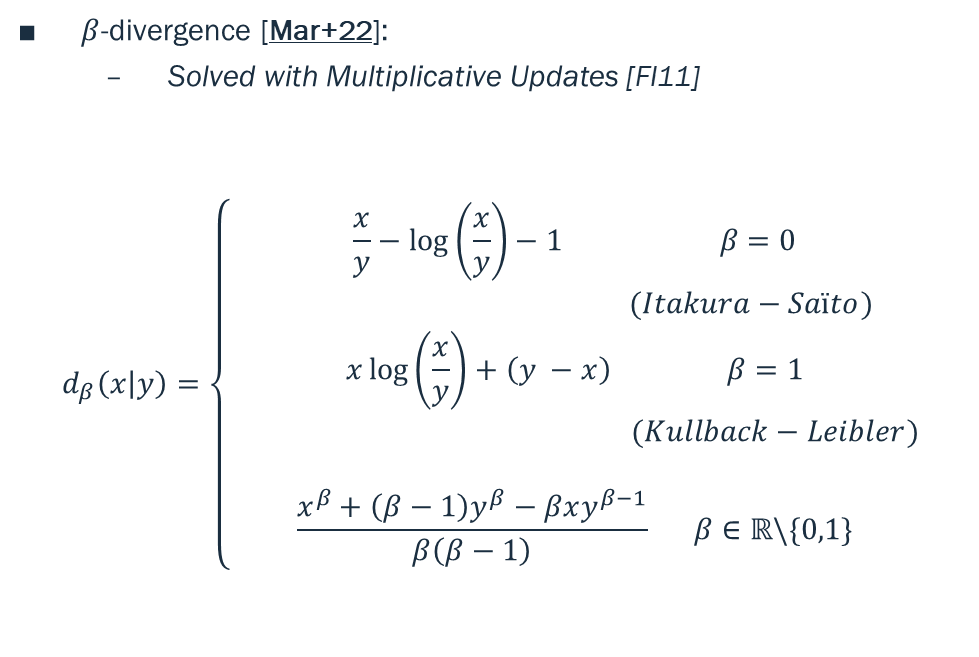 ■ β-divergence [Mar+22]:
– Solved with Multiplicative Updates [FI11]
x/y − log(x/y) − 1 β = 0
(Itakura − Saïto)
x log(x/y) + (y − x) β = 1
d_β(x|y) =
(Kullback − Leibler)
(x^β + (β − 1)y^β − βxy^(β−1))/(β(β − 1)) β ∈ ℝ\{0,1}